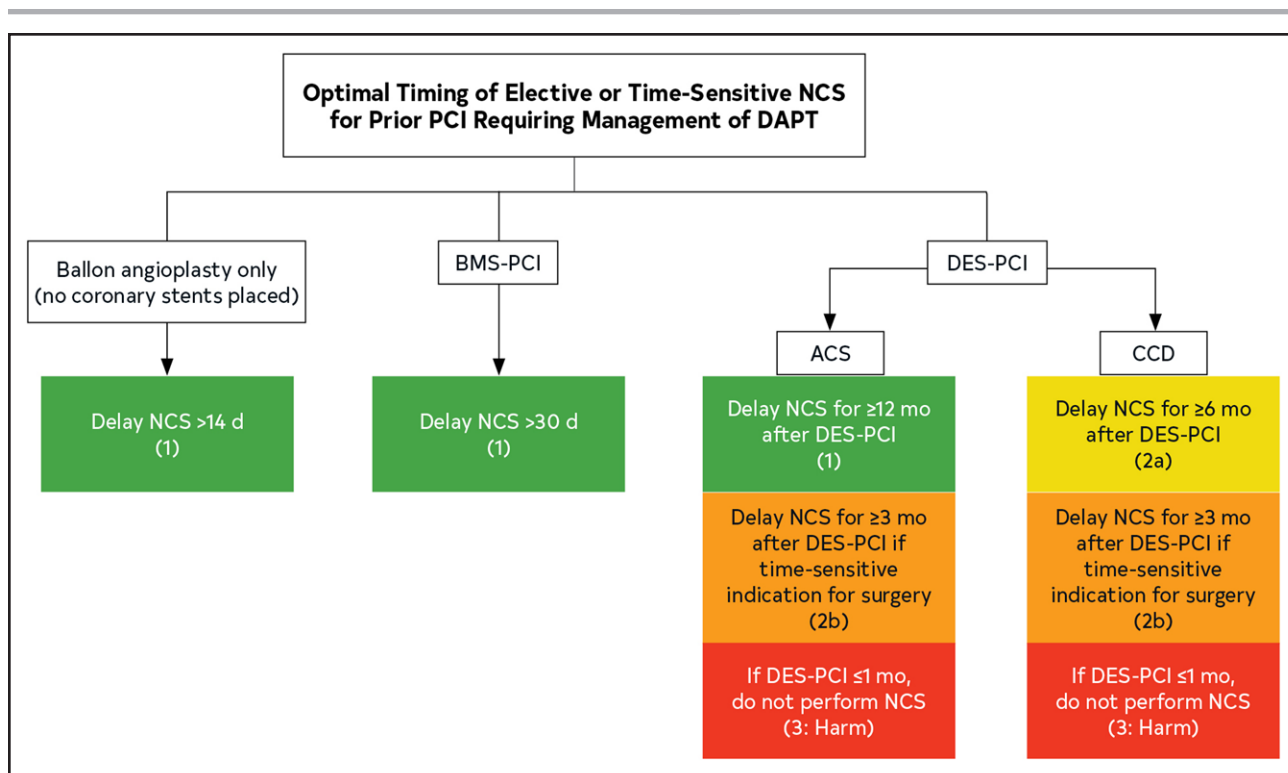 Optimal Timing of Elective or Time-Sensitive NCS
for Prior PCI Requiring Management of DAPT
Ballon angioplasty only
(no coronary stents placed)
BMS-PCI
DES-PCI
ACS
CCD
Delay NCS >14 d
(1)
Delay NCS >30 d
(1)
Delay NCS for ≥12 mo
after DES-PCI
(1)
Delay NCS for ≥6 mo
after DES-PCI
(2a)
Delay NCS for ≥3 mo
after DES-PCI if
time-sensitive
indication for surgery
(2b)
Delay NCS for ≥3 mo
after DES-PCI if
time-sensitive
indication for surgery
(2b)
If DES-PCI ≤1 mo,
do not perform NCS
(3: Harm)
If DES-PCI ≤1 mo,
do not perform NCS
(3: Harm)